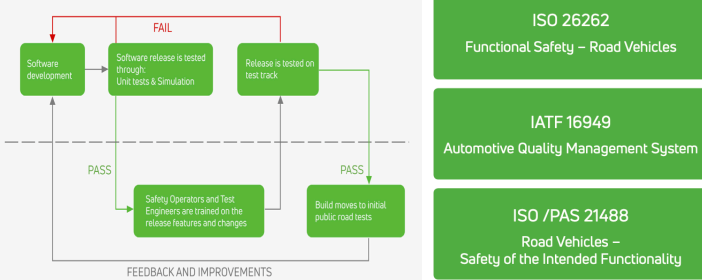 FAIL
Software
development
Software release is tested
through:
Unit tests & Simulation
Release is tested on
test track
PASS
PASS
Safety Operators and Test
Engineers are trained on the
release features and changes
Build moves to initial
public road tests
FEEDBACK AND IMPROVEMENTS
ISO 26262
Functional Safety – Road Vehicles
IATF 16949
Automotive Quality Management System
ISO /PAS 21488
Road Vehicles –
Safety of the Intended Functionality